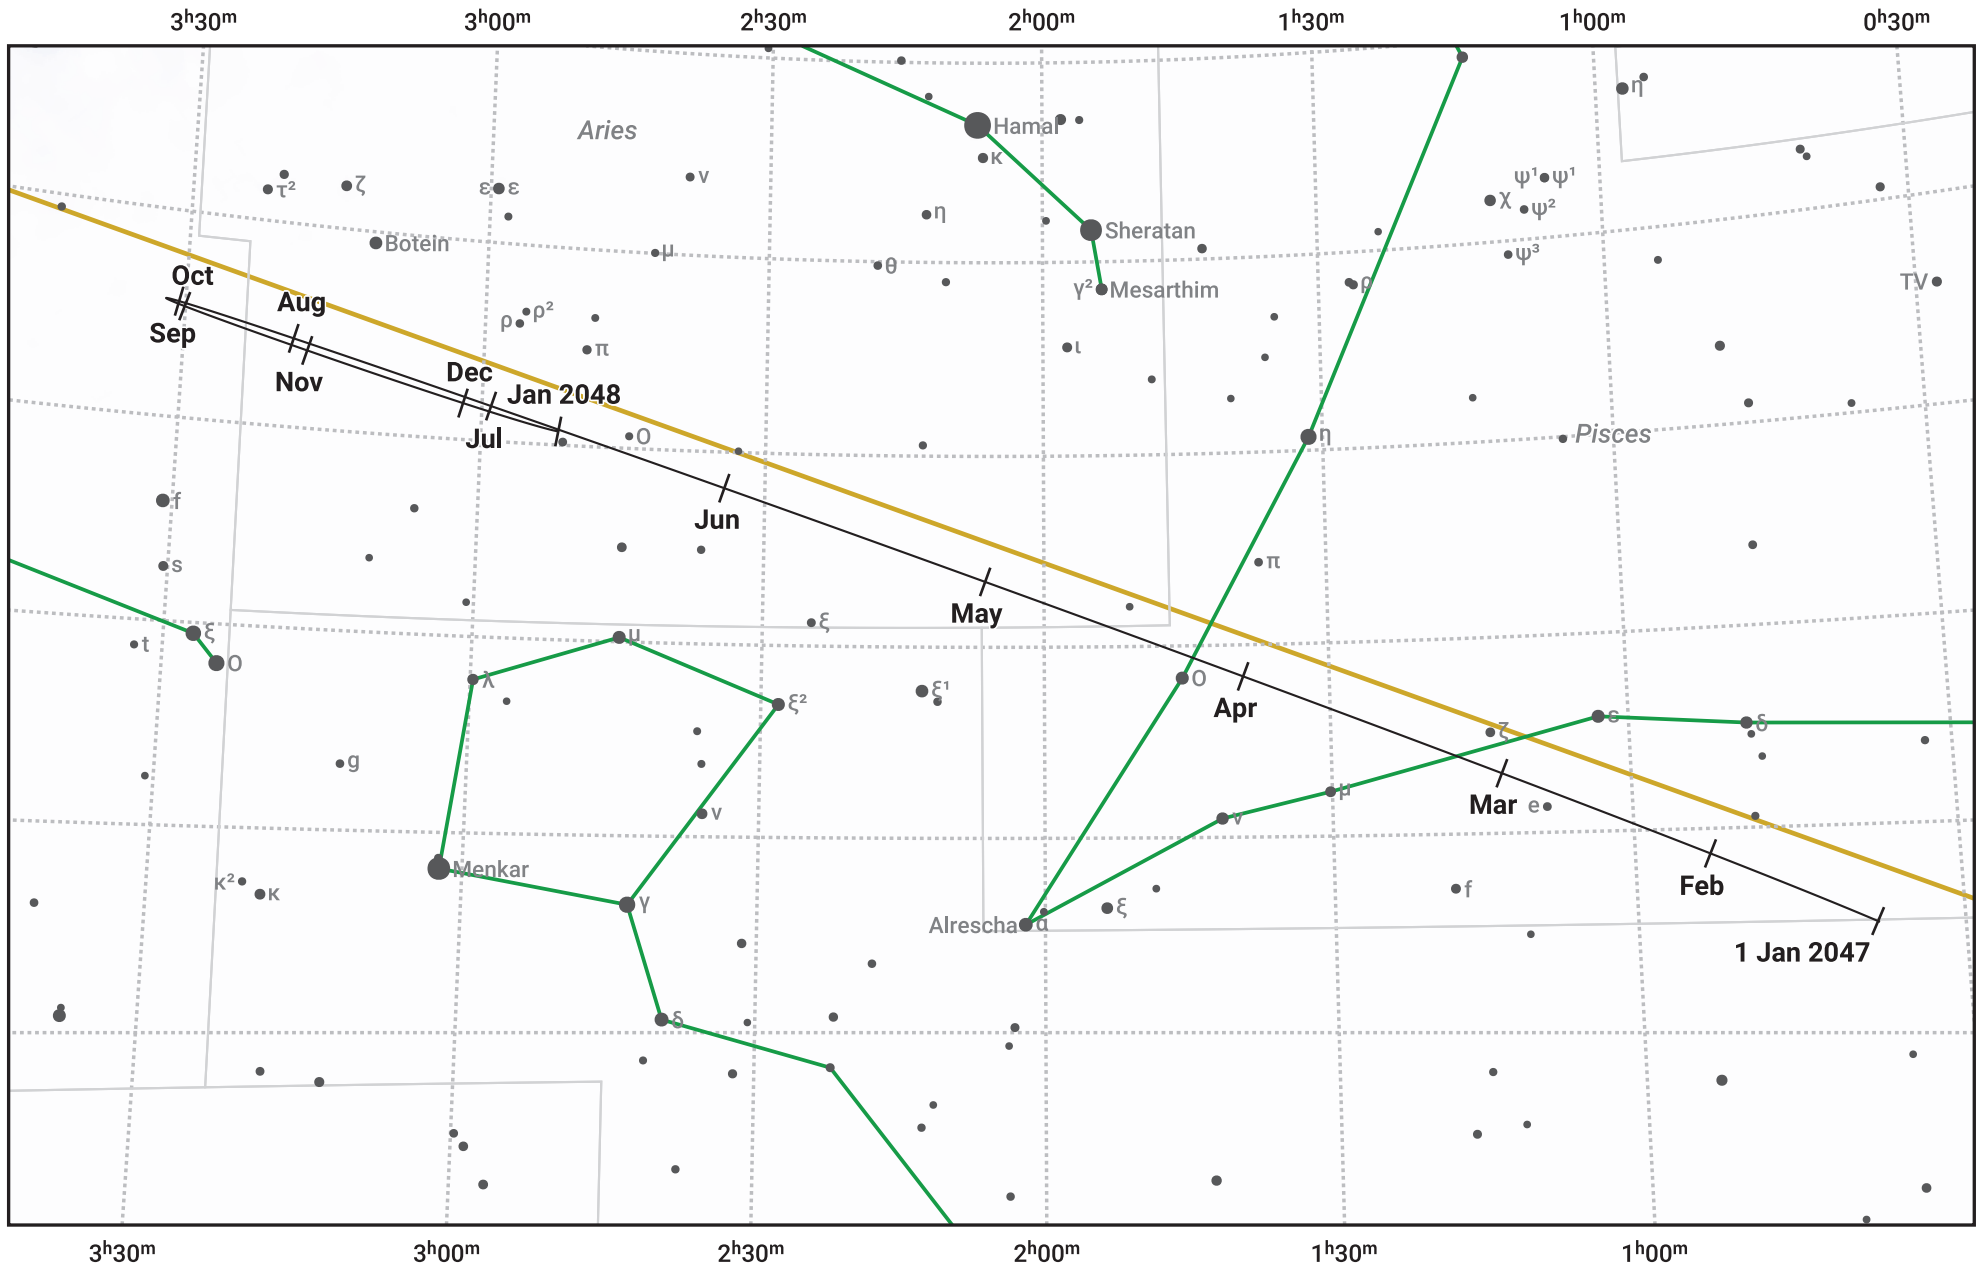 3ʰ30ᵐ 3ʰ00ᵐ 2ʰ30ᵐ 2ʰ00ᵐ 1ʰ30ᵐ 1ʰ00ᵐ 0ʰ30ᵐ
η
Hamal
Aries
κ
ν
ψ¹ ψ¹
τ² ζ ε ε
χ ψ²
η
Sheratan
Botein
μ
ψ³
θ
Oct
TV
γ² Mesarthim
ρ
Aug
ρ ρ²
Sep
π
ι
Nov
Dec
Jan 2048
Jul
ο
η
Pisces
f
Jun
π
s
May
ξ
ξ
μ
t
ο
λ
ο
ξ¹
ξ²
Apr
ε
δ
ζ
g
μ
Mar e
ν
ν
Menkar
κ² κ
Feb
f
γ
ξ
Alrescha α
1 Jan 2047
δ
3ʰ30ᵐ 3ʰ00ᵐ 2ʰ30ᵐ 2ʰ00ᵐ 1ʰ30ᵐ 1ʰ00ᵐ